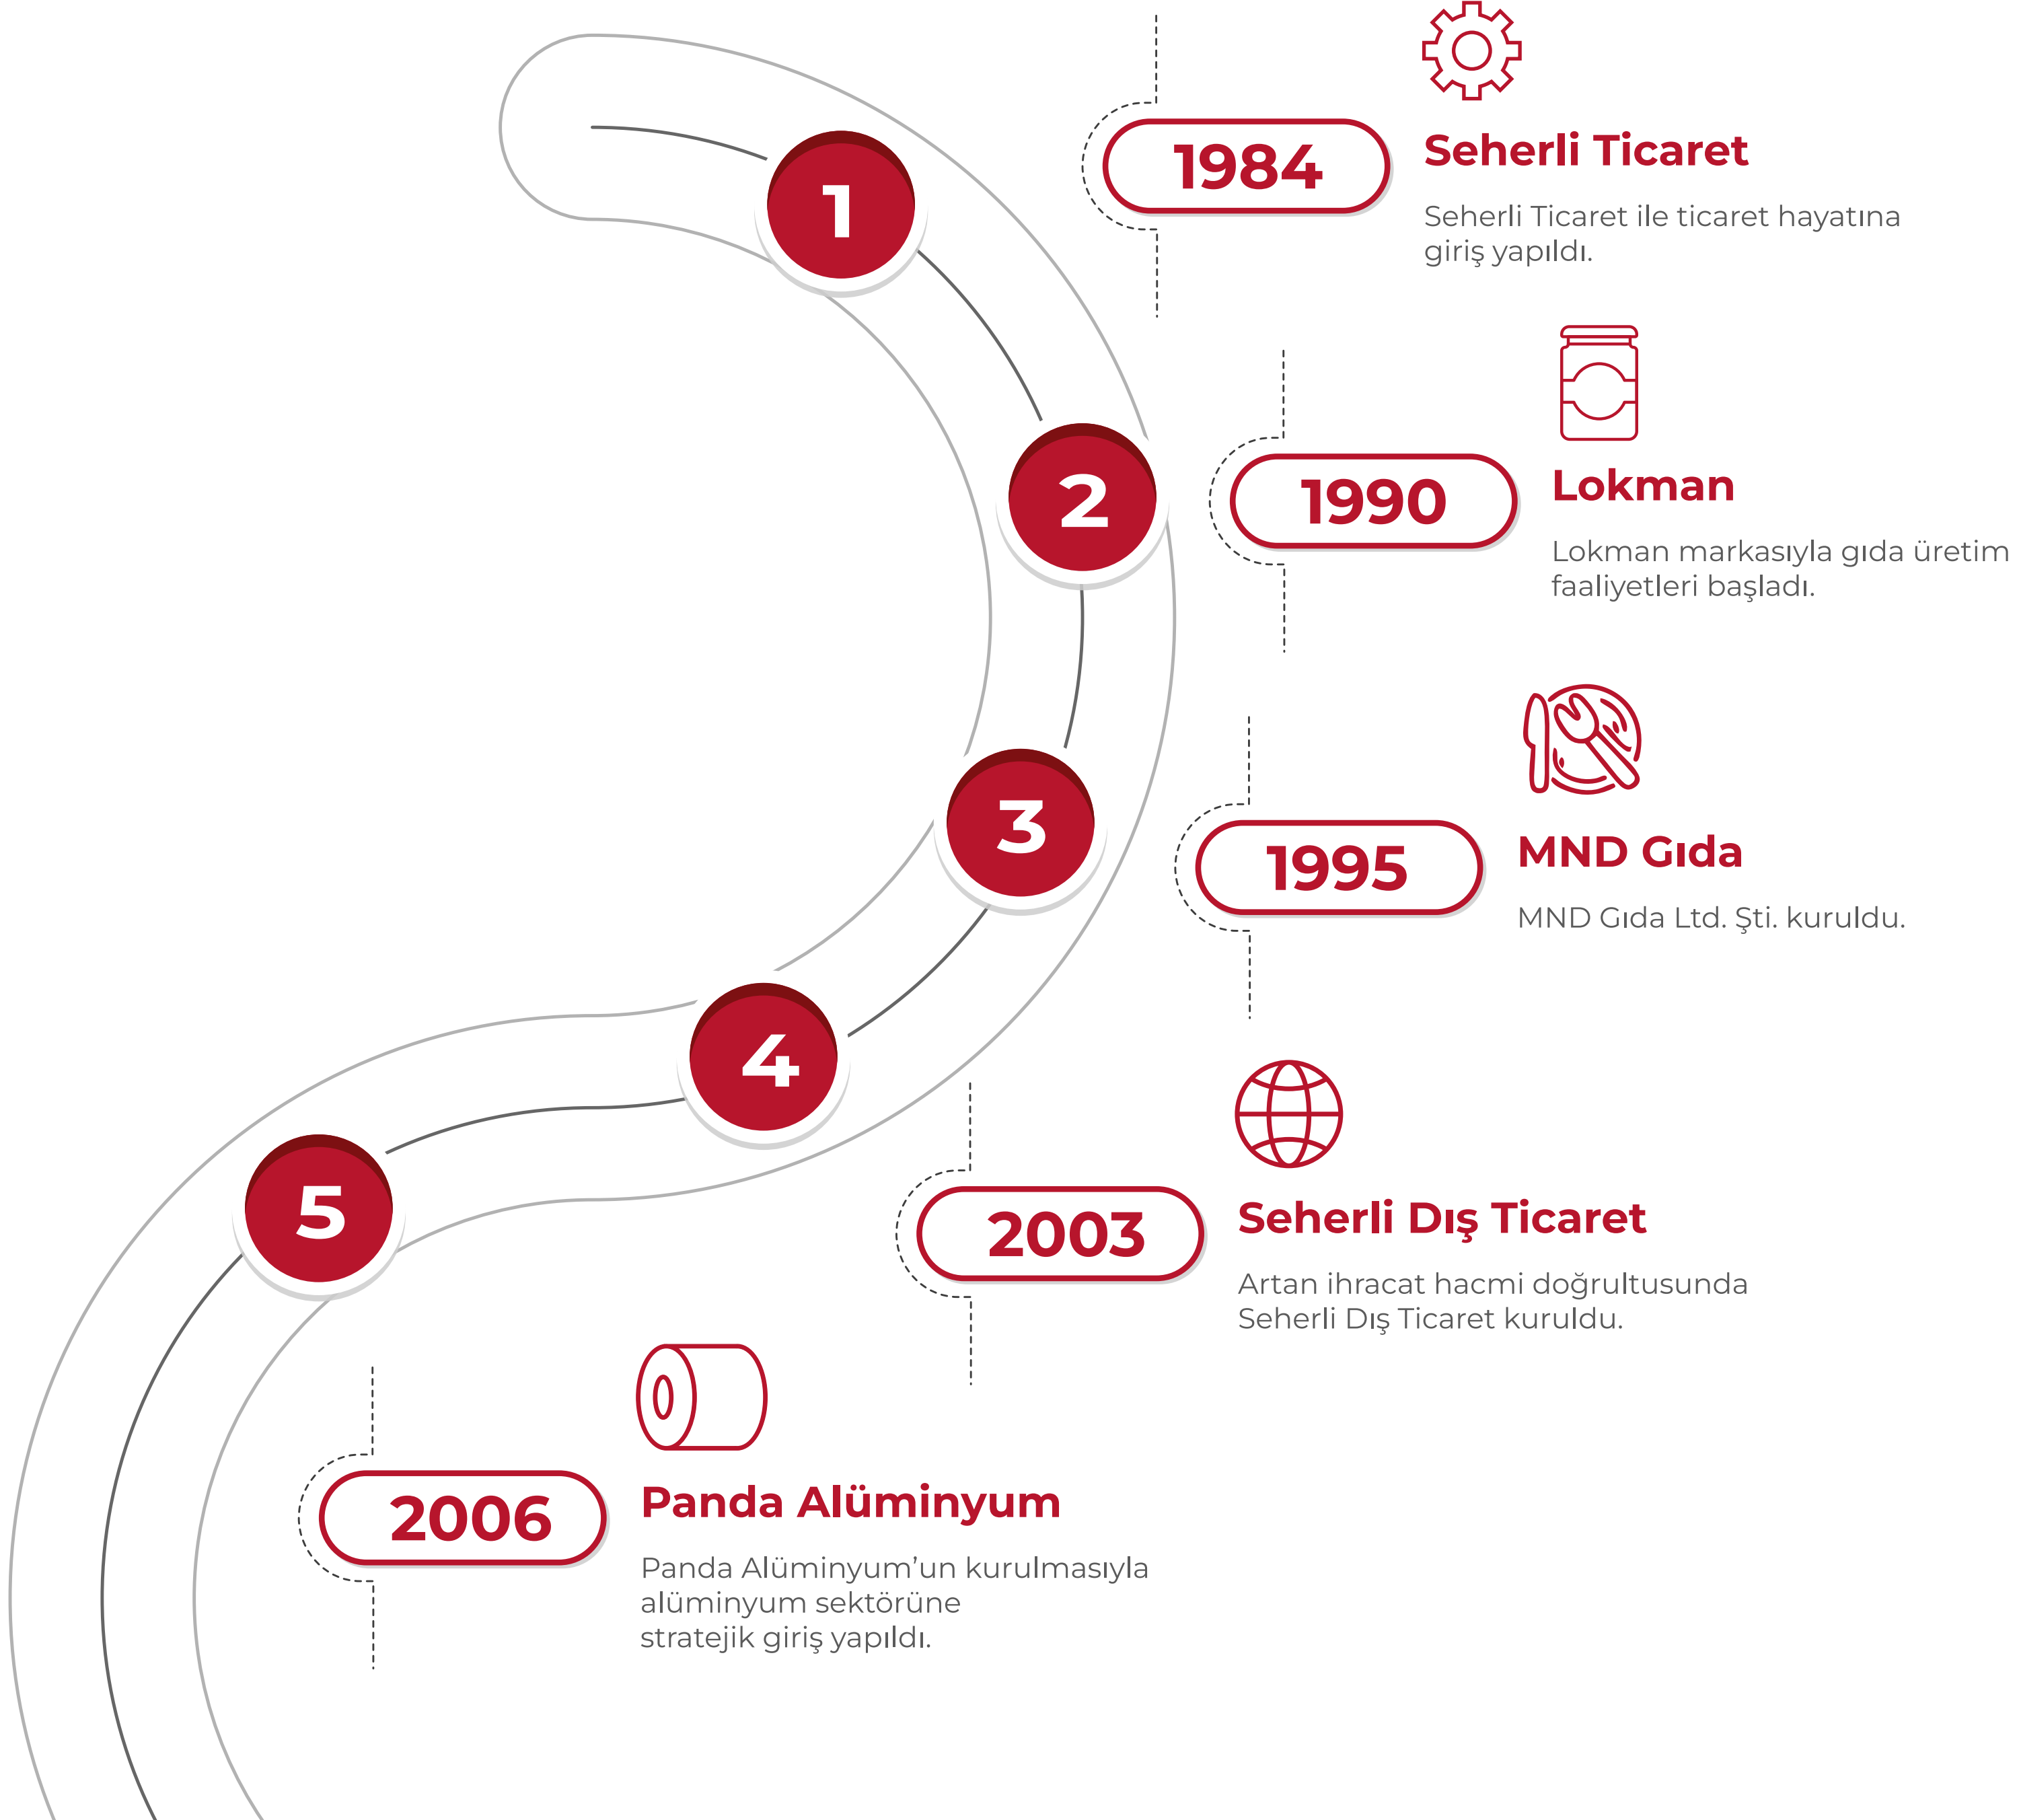 1
1984
Seherli Ticaret
Seherli Ticaret ile ticaret hayatına
giriş yapıldı.
2
1990
Lokman
Lokman markasıyla gıda üretim
faaliyetleri başladı.
3
1995
MND Gıda
MND Gıda Ltd. Şti. kuruldu.
4
2003
Seherli Dış Ticaret
Artan ihracat hacmi doğrultusunda
Seherli Dış Ticaret kuruldu.
5
2006
Panda Alüminyum
Panda Alüminyum’un kurulmasıyla
alüminyum sektörüne
stratejik giriş yapıldı.